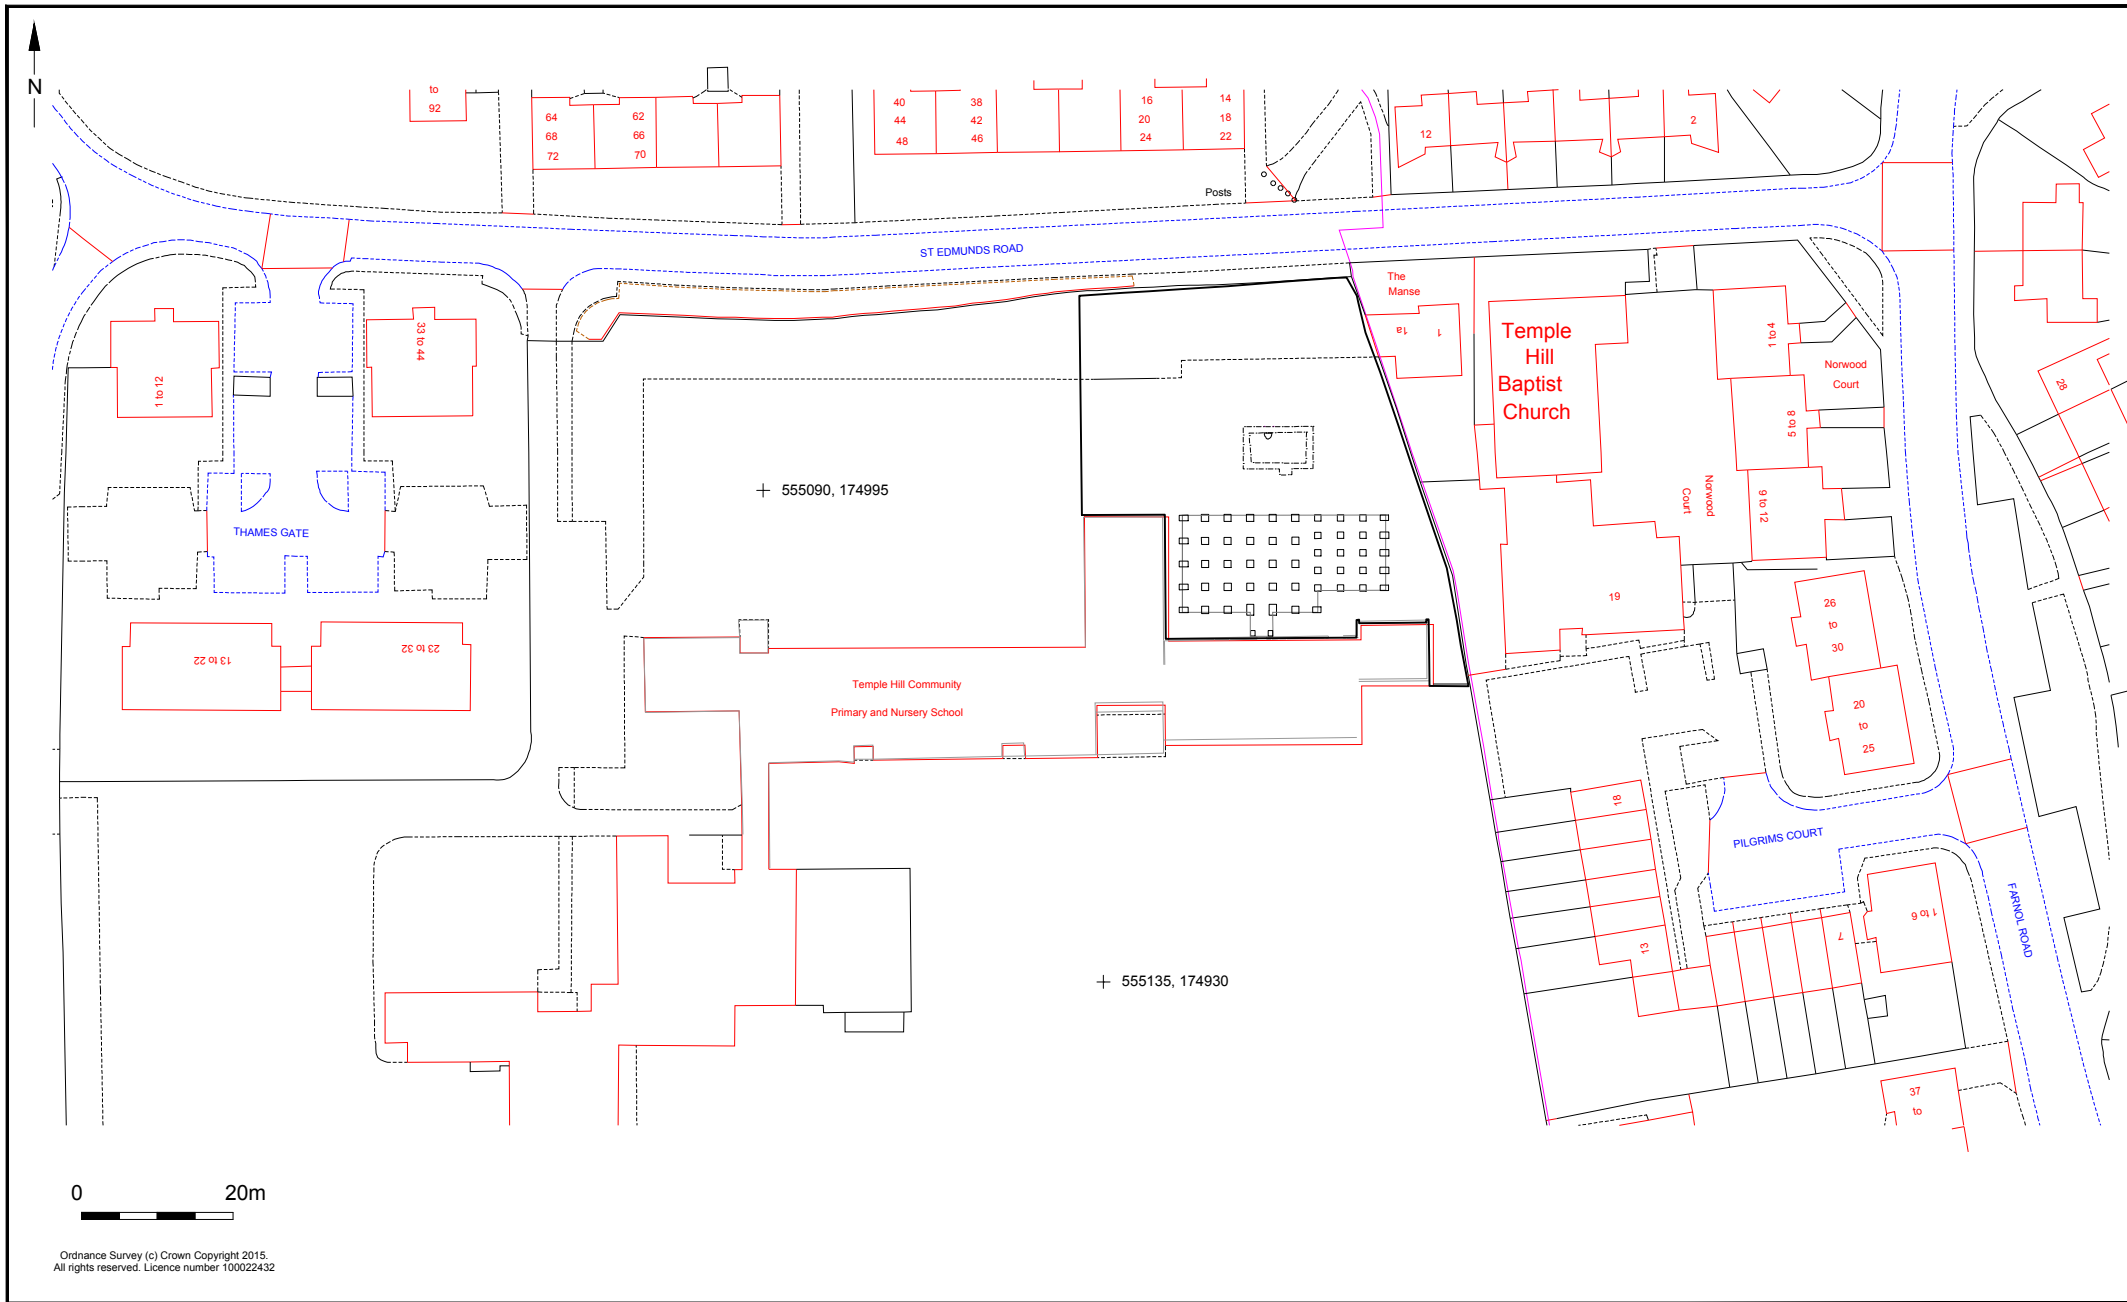 N
to
92
64
62
68
66
72
70
40
38
44
42
48
46
16
14
20
18
24
22
12
2
Posts
ST EDMUNDS ROAD
The
Manse
1a
1
Temple
Hill
Baptist
Church
1 to 4
Norwood
Court
5 to 8
9 to 12
Norwood
Court
28
33 to 44
1 to 12
555090, 174995
THAMES GATE
19
26
to
30
20
to
25
13 to 22
23 to 32
Temple Hill Community
Primary and Nursery School
18
13
PILGRIMS COURT
FARNOL ROAD
1 to 6
7
555135, 174930
37
to
0 20m
Ordnance Survey (c) Crown Copyright 2015.
All rights reserved. Licence number 100022432